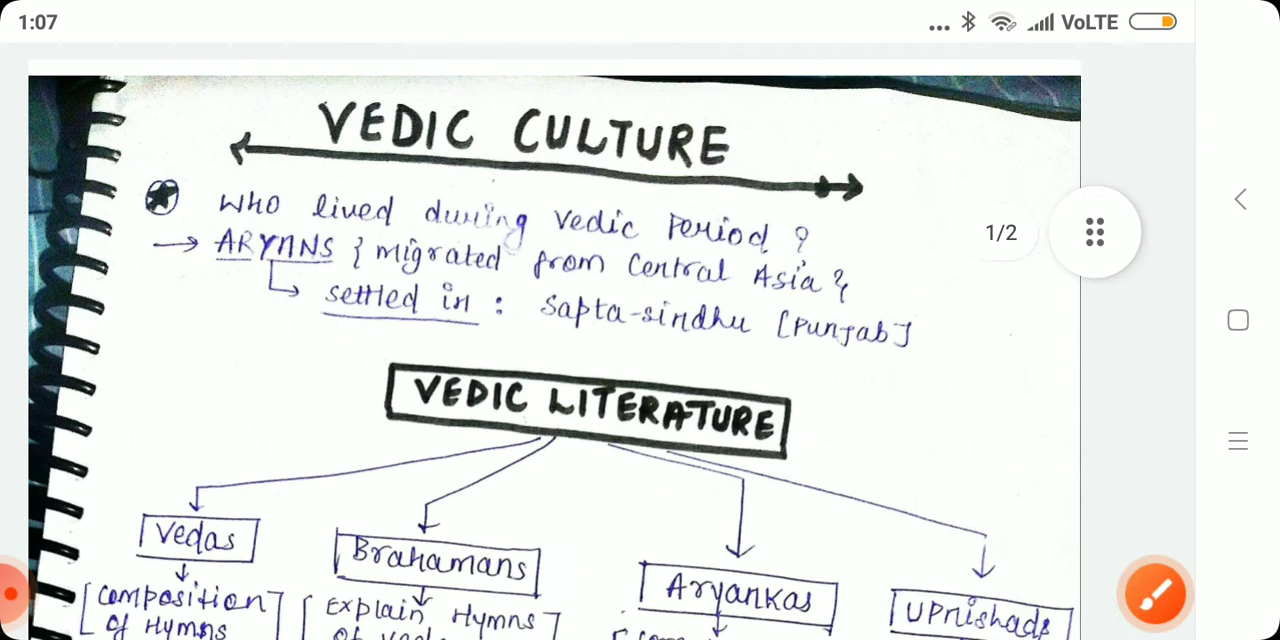 1:07
VoLTE
VEDIC CULTURE
Who lived during Vedic Period ?
→ ARYANS { Migrated from Central Asia }
settled in : Sapta-sindhu [Punjab]
1/2
VEDIC LITERATURE
Vedas
Brahamans
Aryankas
Upnishads
[Composition]
of Hymns
[Explain Hymns]